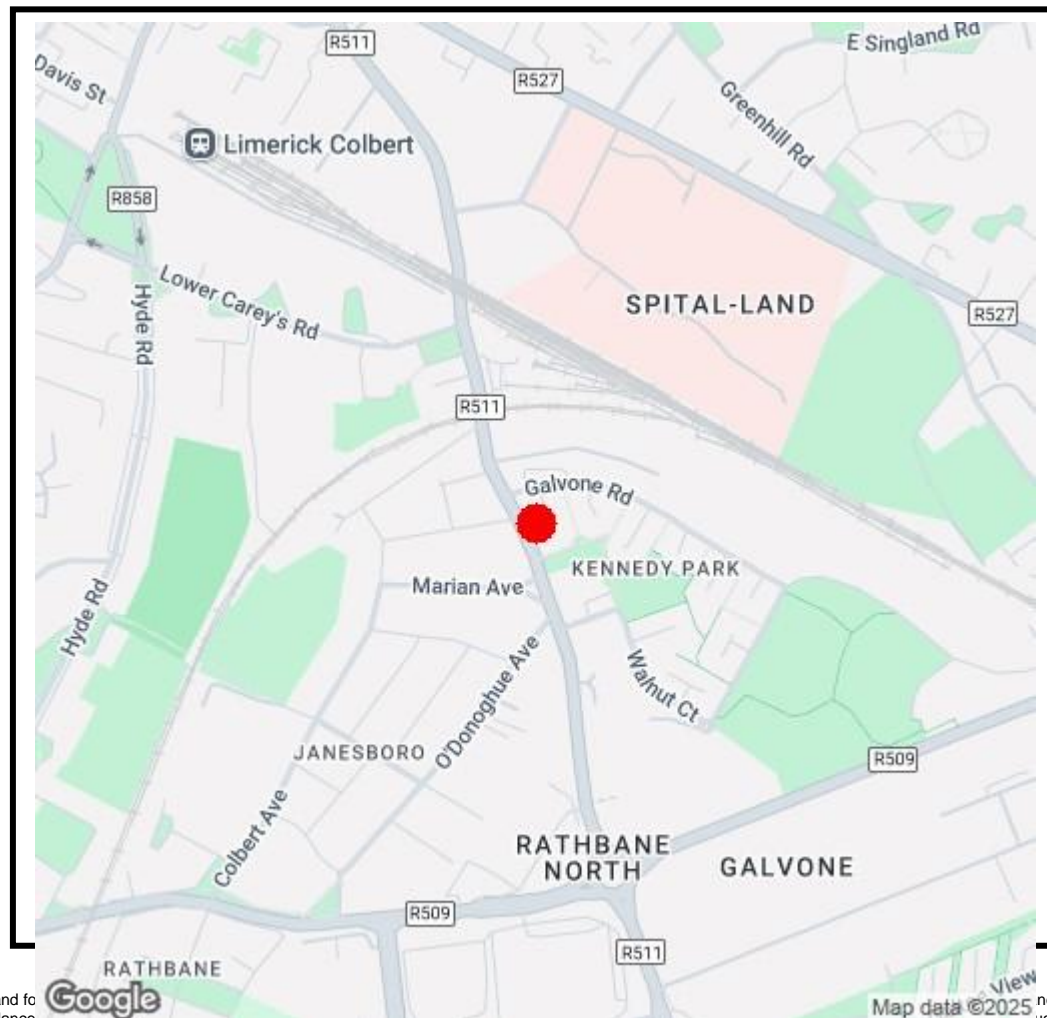 R511
E Singland Rd
Davis St
R527
Greenhill Rd
Limerick Colbert
R858
Lower Carey's Rd
Hyde Rd
SPITAL-LAND
R527
R511
Galvone Rd
KENNEDY PARK
Marian Ave
Hyde Rd
O'Donoghue Ave
Walnut Ct
JANESBORO
R509
Colbert Ave
RATHBANE
NORTH
GALVONE
R509
R511
RATHBANE
View
Google
Map data ©2025